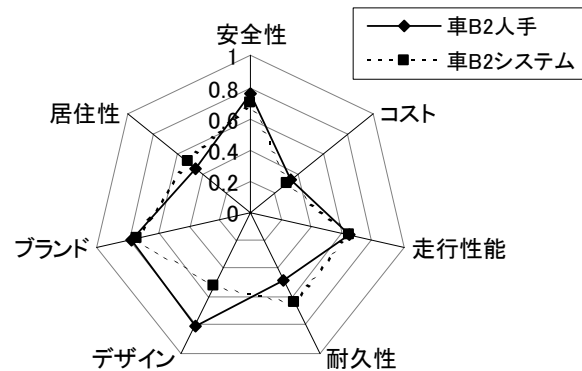 車B2人手
車B2システム
安全性
コスト
走行性能
耐久性
デザイン
ブランド
居住性
1
0.8
0.6
0.4
0.2
0